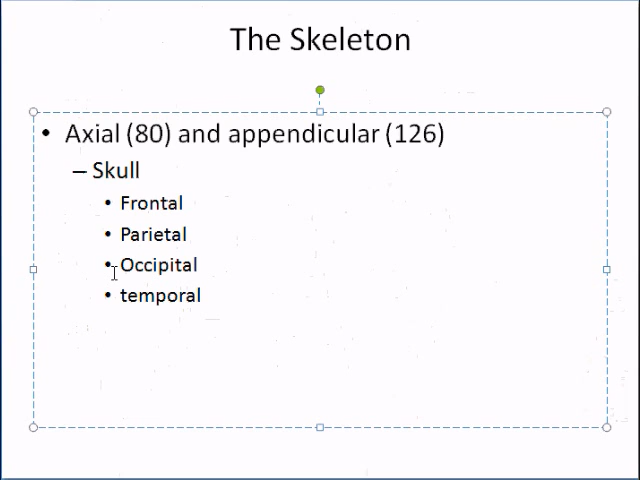 The Skeleton
• Axial (80) and appendicular (126)
– Skull
• Frontal
• Parietal
• Occipital
• temporal